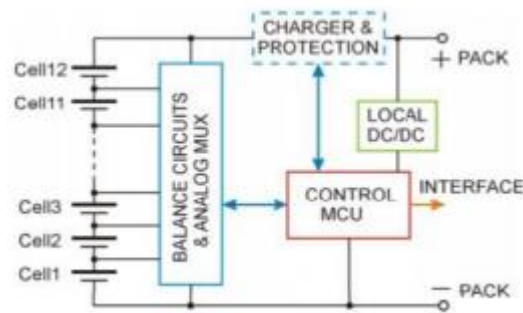 CHARGER &
PROTECTION
+ PACK
Cell12
Cell11
BALANCE CIRCUITS
& ANALOG MUX
LOCAL
DC/DC
CONTROL
MCU
INTERFACE
Cell3
Cell2
Cell1
− PACK